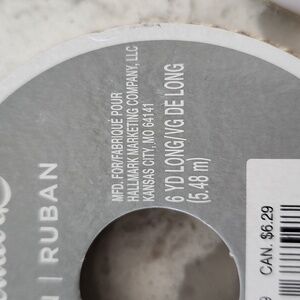 N | RUBAN
MFD. FOR/FABRIQUÉ POUR
HALLMARK MARKETING COMPANY, LLC
KANSAS CITY, MO 64141
6 YD LONG/VG DE LONG
(5.48 m)
CAN. $6.29